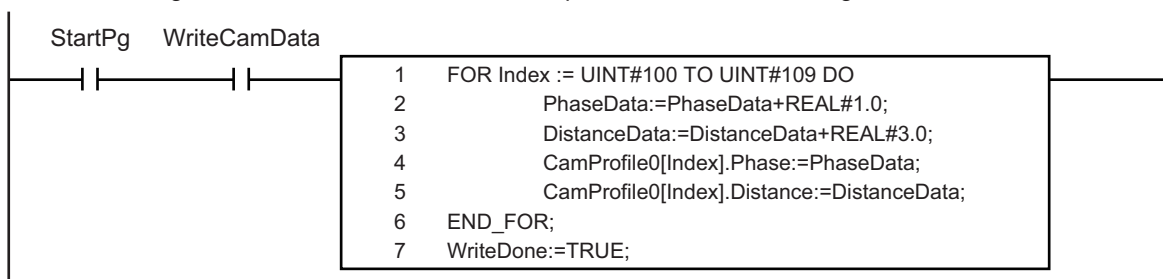 StartPg WriteCamData
1 FOR Index := UINT#100 TO UINT#109 DO
2 PhaseData:=PhaseData+REAL#1.0;
3 DistanceData:=DistanceData+REAL#3.0;
4 CamProfile0[Index].Phase:=PhaseData;
5 CamProfile0[Index].Distance:=DistanceData;
6 END_FOR;
7 WriteDone:=TRUE;